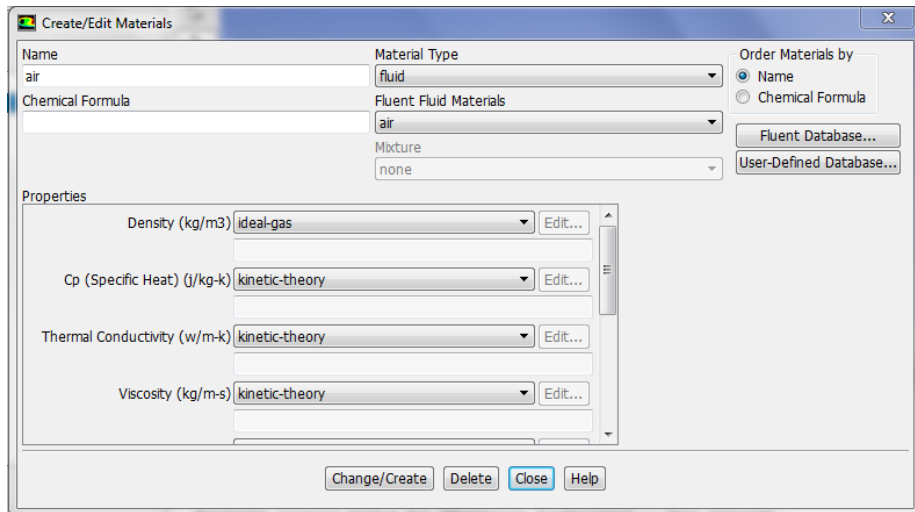 Create/Edit Materials
x
Name
air
Chemical Formula
Material Type
fluid
Fluent Fluid Materials
air
Mixture
none
Order Materials by
Name
Chemical Formula
Fluent Database...
User-Defined Database...
Properties
Density (kg/m3) ideal-gas Edit...
Cp (Specific Heat) (j/kg-k) kinetic-theory Edit...
Thermal Conductivity (w/m-k) kinetic-theory Edit...
Viscosity (kg/m-s) kinetic-theory Edit...
Change/Create Delete Close Help